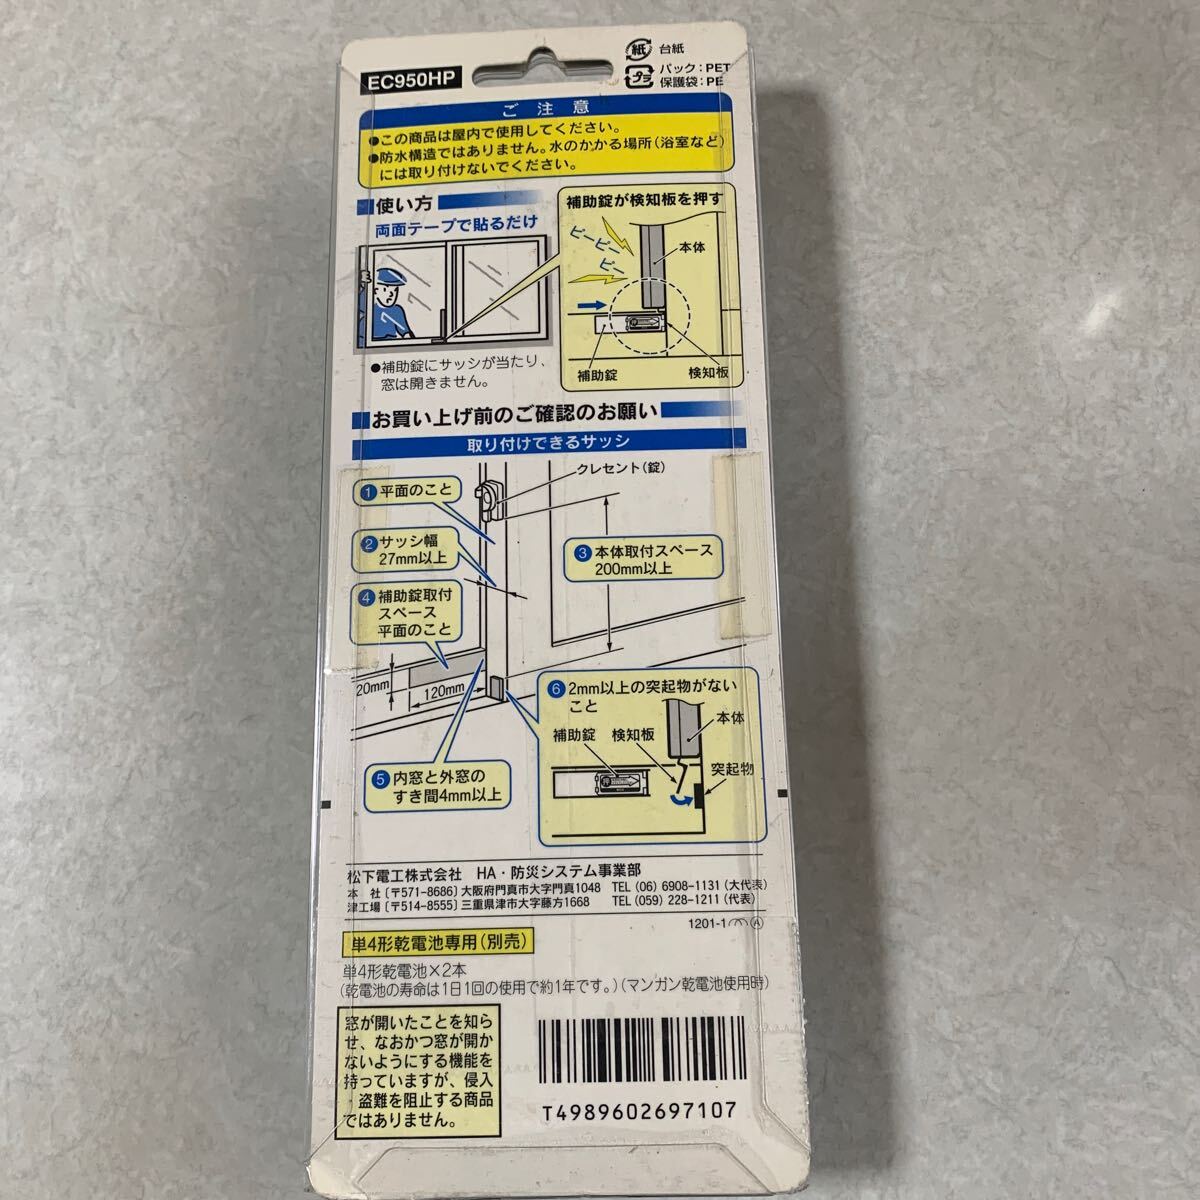 EC950HP
紙
台紙
プラ
パック：PET
保護袋：PE
ご注意
●この商品は屋内で使用してください。
●防水構造ではありません。水のかかる場所（浴室など）
には取り付けないでください。
使い方
両面テープで貼るだけ
●補助錠にサッシが当たり、
窓は開きません。
補助錠が検知板を押す
ピーピー
ピー
本体
補助錠
検知板
お買い上げ前のご確認のお願い
取り付けできるサッシ
クレセント（錠）
1 平面のこと
2 サッシ幅
27mm以上
3 本体取付スペース
200mm以上
4 補助錠取付
スペース
平面のこと
20mm
120mm
5 内窓と外窓の
すき間4mm以上
6 2mm以上の突起物がない
こと
本体
補助錠
検知板
突起物
松下電工株式会社 HA・防災システム事業部
本 社〔〒571-8686〕大阪府門真市大字門真1048 TEL（06）6908-1131（大代表）
津工場〔〒514-8555〕三重県津市大字藤方1668 TEL（059）228-1211（代表）
1201-1
A
単4形乾電池専用（別売）
単4形乾電池×2本
（乾電池の寿命は1日1回の使用で約1年です。）（マンガン乾電池使用時）
窓が開いたことを知ら
せ、なおかつ窓が開か
ないようにする機能を
持っていますが、侵入
・盗難を阻止する商品
ではありません。
T4989602697107